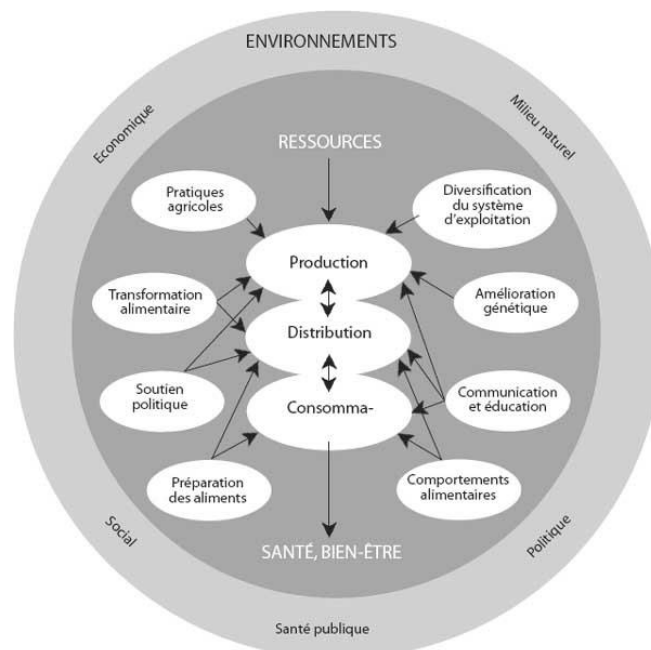 ENVIRONNEMENTS
Economique
Milieu naturel
RESSOURCES
Pratiques
agricoles
Diversification
du système
d'exploitation
Production
Transformation
alimentaire
Amélioration
génétique
Distribution
Soutien
politique
Communication
et éducation
Consomma-
Préparation
des aliments
Comportements
alimentaires
SANTÉ, BIEN-ÊTRE
Social
Politique
Santé publique